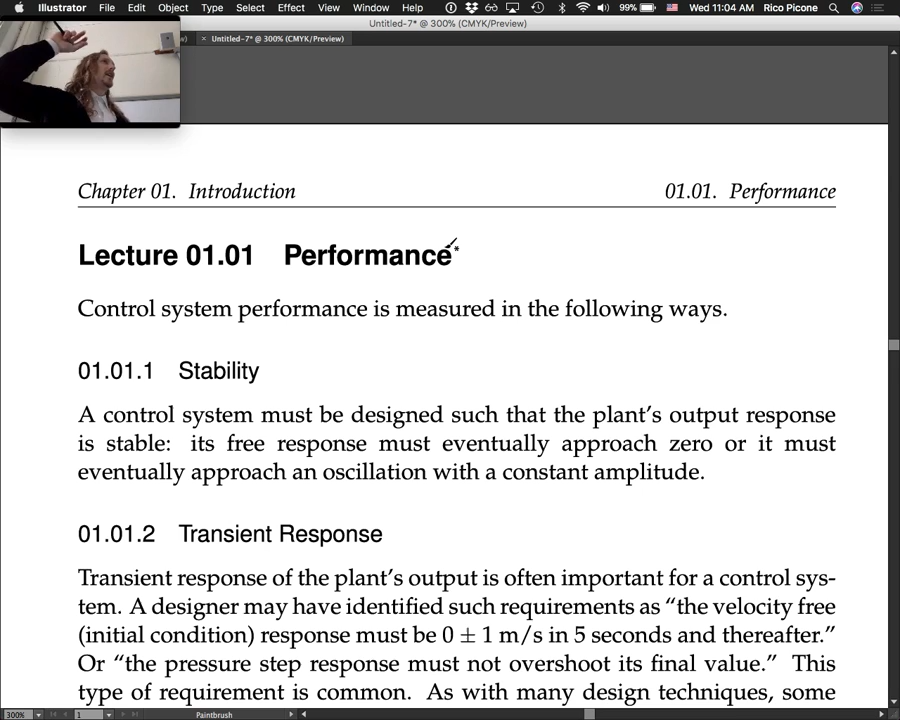 Illustrator File Edit Object Type Select Effect View Window Help 99% Wed 11:04 AM Rico Picone
Untitled-7* @ 300% (CMYK/Preview)
× Untitled-7* @ 300% (CMYK/Preview)
Chapter 01. Introduction 01.01. Performance
Lecture 01.01 Performance
Control system performance is measured in the following ways.
01.01.1 Stability
A control system must be designed such that the plant’s output response
is stable: its free response must eventually approach zero or it must
eventually approach an oscillation with a constant amplitude.
01.01.2 Transient Response
Transient response of the plant’s output is often important for a control sys-
tem. A designer may have identified such requirements as “the velocity free
(initial condition) response must be 0 ± 1 m/s in 5 seconds and thereafter.”
Or “the pressure step response must not overshoot its final value.” This
type of requirement is common. As with many design techniques, some
300% 1 Paintbrush